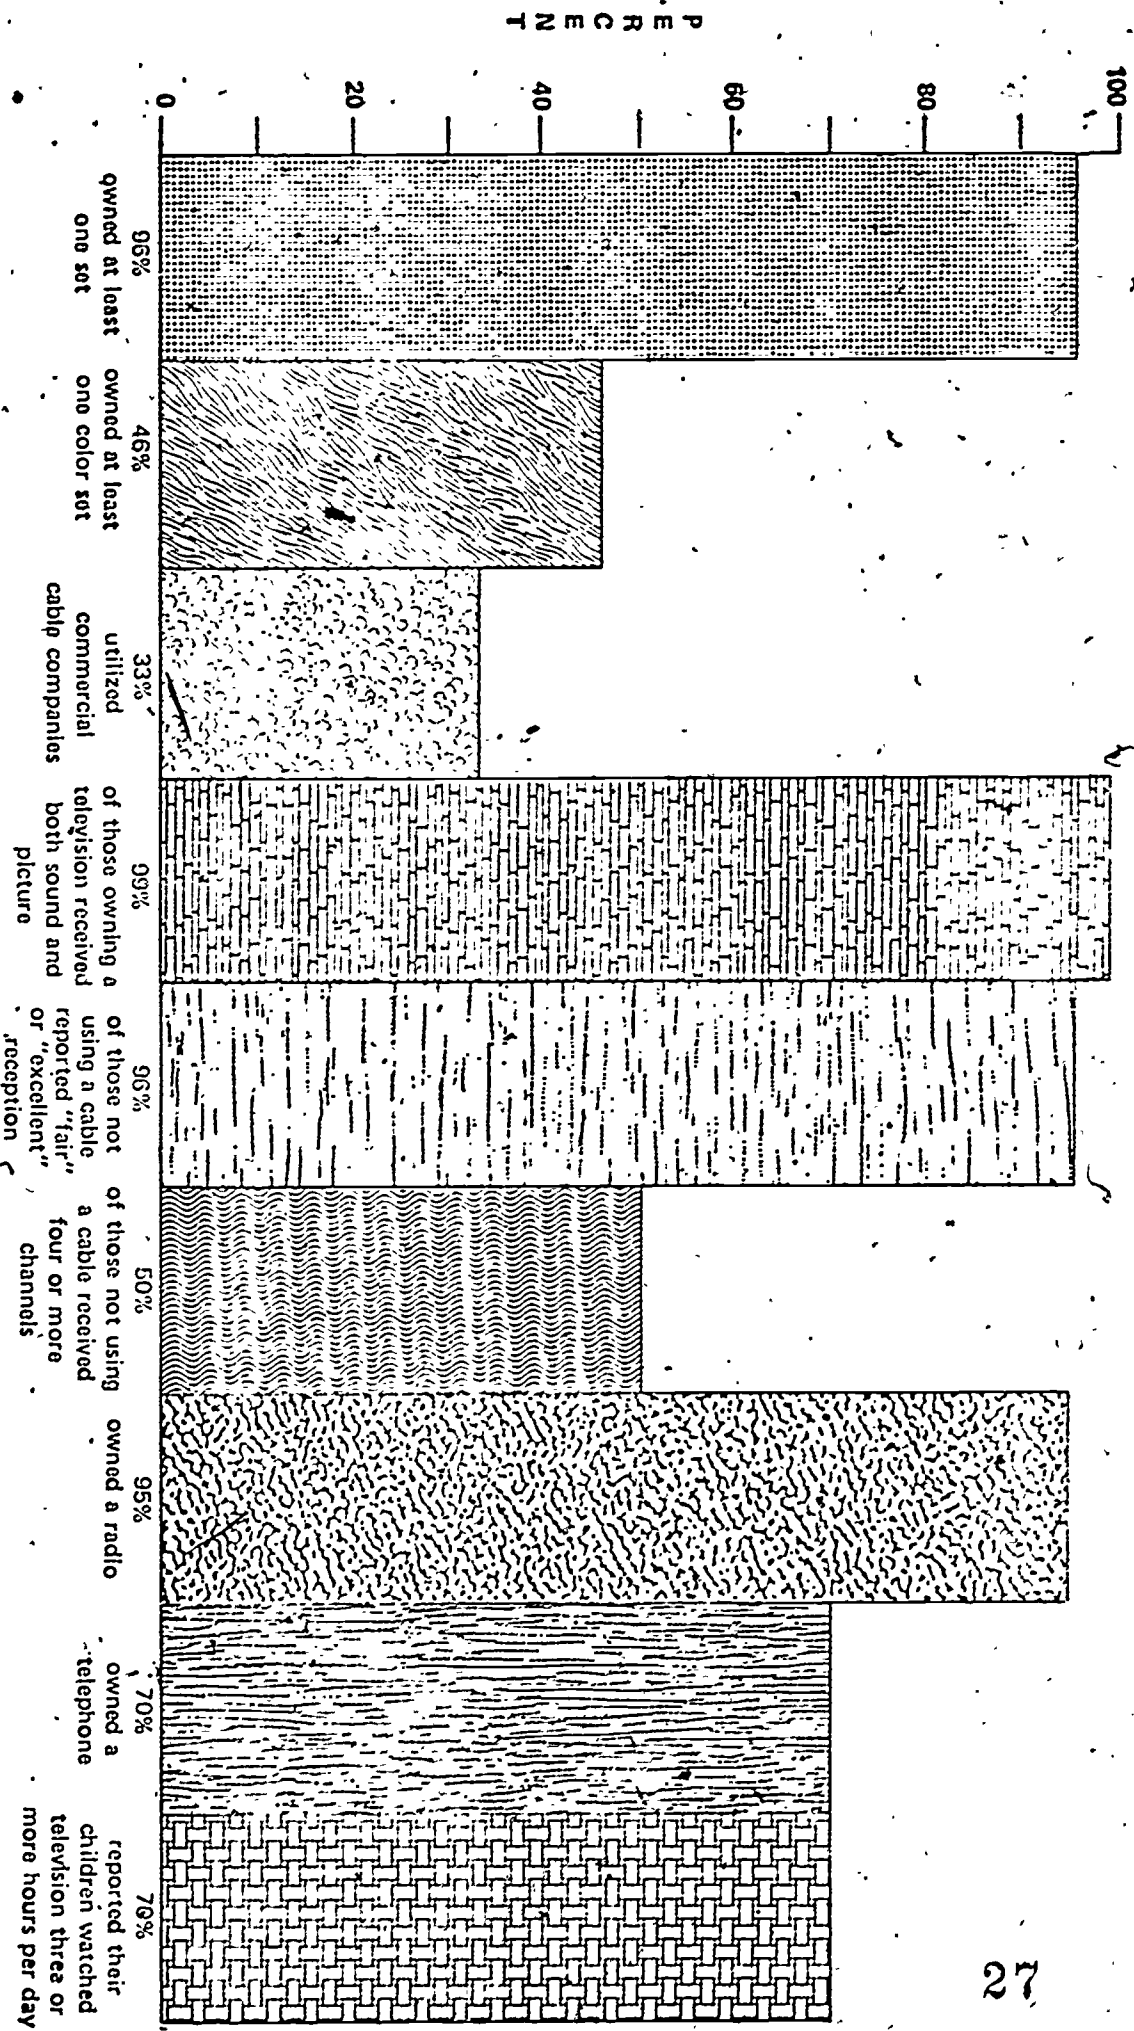 PERCENT
100
80
60
40
20
0
96%
owned at least
one set
46%
owned at least
one color set
33%
utilized
commercial
cable companies
99%
of those owning a
television received
both sound and
picture
96%
of those not
using a cable
reported "fair"
or "excellent"
reception
50%
of those not using
a cable received
four or more
channels
95%
owned a radio
70%
owned a
telephone
70%
reported their
children watched
television three or
more hours per day
27